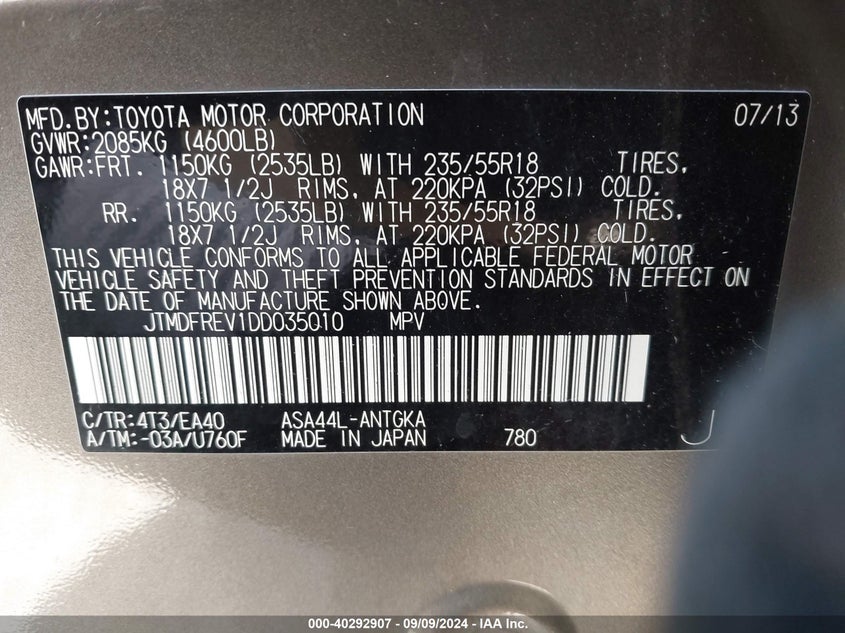 MFD.BY:TOYOTA MOTOR CORPORATION 07/13
GVWR:2085KG (4600LB)
GAWR:FRT. 1150KG (2535LB) WITH 235/55R18 TIRES,
18X7 1/2J RIMS, AT 220KPA (32PSI) COLD.
RR. 1150KG (2535LB) WITH 235/55R18 TIRES,
18X7 1/2J RIMS, AT 220KPA (32PSI) COLD.
THIS VEHICLE CONFORMS TO ALL APPLICABLE FEDERAL MOTOR
VEHICLE SAFETY AND THEFT PREVENTION STANDARDS IN EFFECT ON
THE DATE OF MANUFACTURE SHOWN ABOVE.
JTMDFREV1DD035010 MPV
C/TR:4T3/EA40 ASA44L-ANTGKA
A/TM:-03A/U760F MADE IN JAPAN 780 J
000-40292907 - 09/09/2024 - IAA Inc.